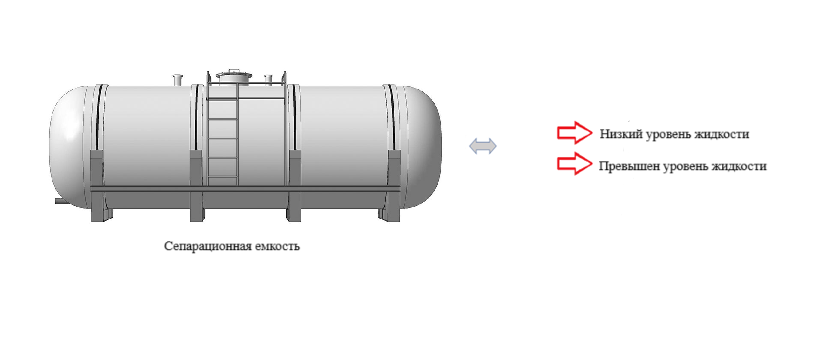 Низкий уровень жидкости
Превышен уровень жидкости
Сепарационная емкость